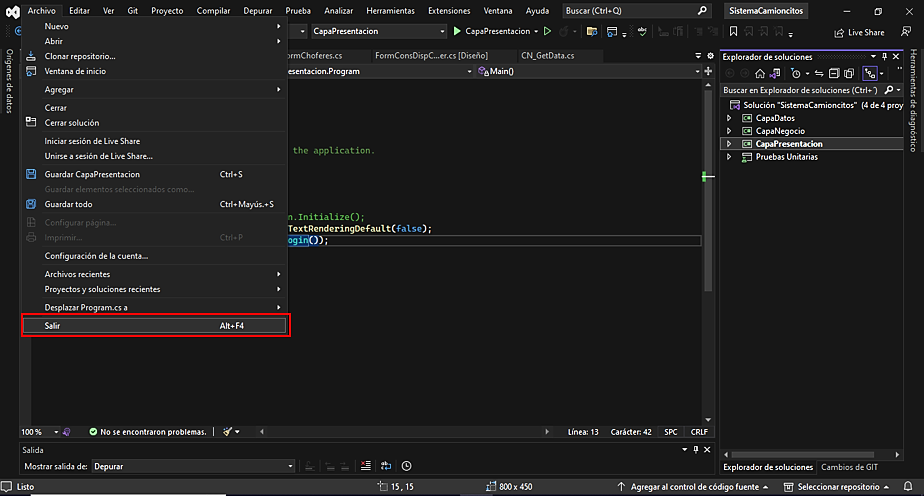 Archivo Editar Ver Git Proyecto Compilar Depurar Prueba Analizar Herramientas Extensiones Ventana Ayuda Buscar (Ctrl+Q) SistemaCamioncitos
CapaPresentacion CapaPresentacion Live Share
Nuevo
Abrir
Clonar repositorio...
Ventana de inicio
Agregar
Cerrar
Cerrar solución
Iniciar sesión de Live Share
Unirse a sesión de Live Share...
Guardar CapaPresentacion Ctrl+S
Guardar elementos seleccionados como...
Guardar todo Ctrl+Mayús.+S
Configurar página...
Imprimir... Ctrl+P
Configuración de la cuenta...
Archivos recientes
Proyectos y soluciones recientes
Desplazar Program.cs a
Salir Alt+F4
Orígenes de datos
ormChoferes.cs FormConsDispC...er.cs [Diseño] CN_GetData.cs
esentacion.Program Main()
the application.
n.Initialize();
TextRenderingDefault(false);
ogin());
Explorador de soluciones
Buscar en Explorador de soluciones (Ctrl+´)
Solución "SistemaCamioncitos" (4 de 4 proy
CapaDatos
CapaNegocio
CapaPresentacion
Pruebas Unitarias
Herramientas de diagnóstico
100 % No se encontraron problemas. Línea: 13 Carácter: 42 SPC CRLF
Salida
Mostrar salida de: Depurar
Explorador de soluciones Cambios de GIT
Listo 15 , 15 800 x 450 Agregar al control de código fuente Seleccionar repositorio